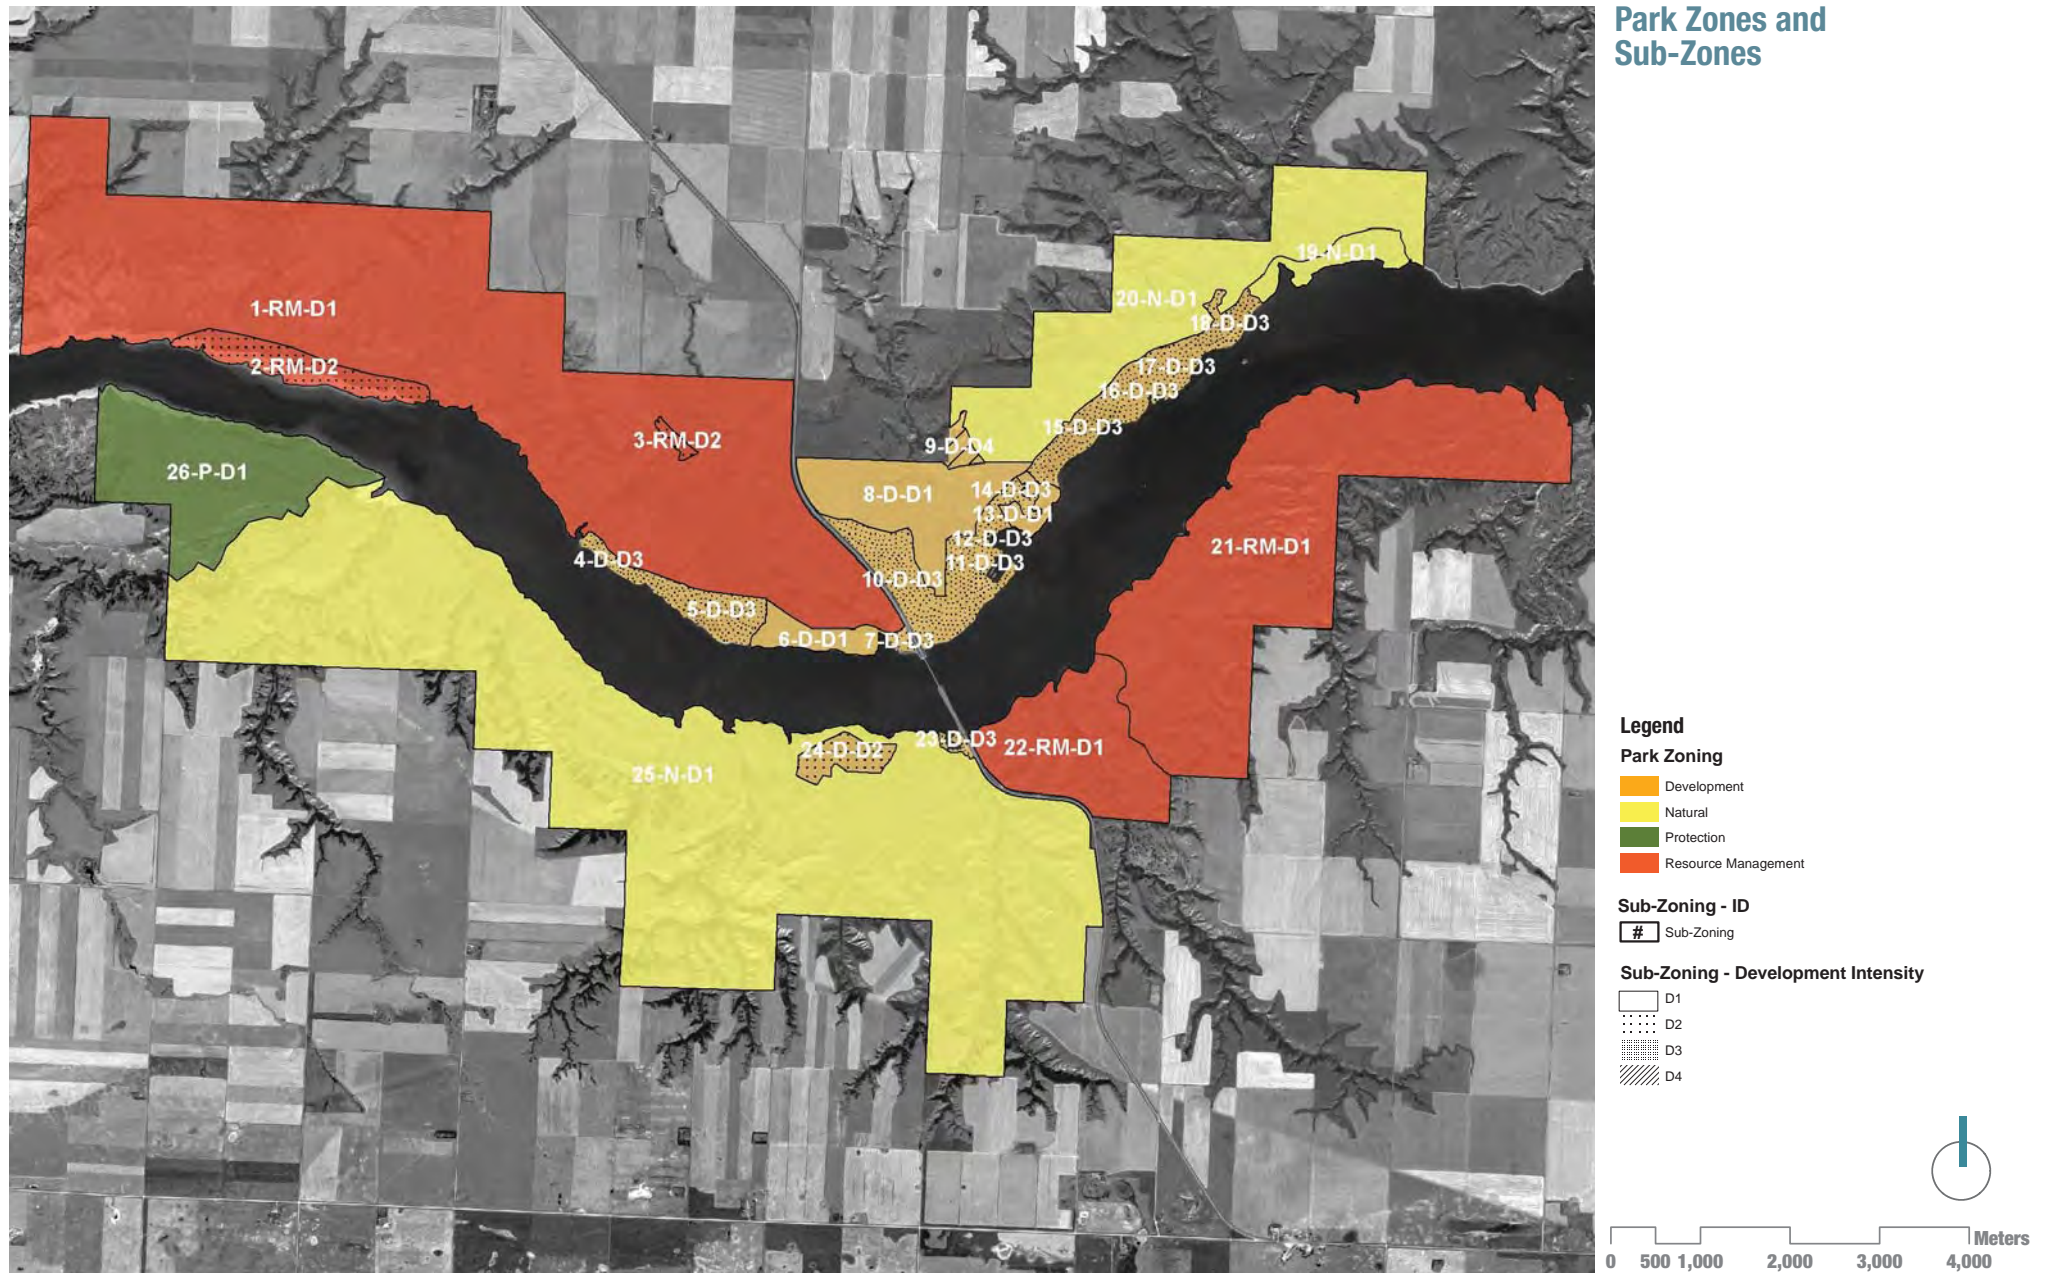 Park Zones and
Sub-Zones
19-N-D1
20-N-D1
1-RM-D1
18-D-D3
2-RM-D2
17-D-D3
16-D-D3
15-D-D3
3-RM-D2
9-D-D4
26-P-D1
8-D-D1
14-D-D3
13-D-D1
12-D-D3
21-RM-D1
4-D-D3
11-D-D3
10-D-D3
5-D-D3
6-D-D1
7-D-D3
23-D-D3
22-RM-D1
24-D-D2
25-N-D1
Legend
Park Zoning
Development
Natural
Protection
Resource Management
Sub-Zoning - ID
# Sub-Zoning
Sub-Zoning - Development Intensity
D1
D2
D3
D4
Meters
0 500 1,000 2,000 3,000 4,000